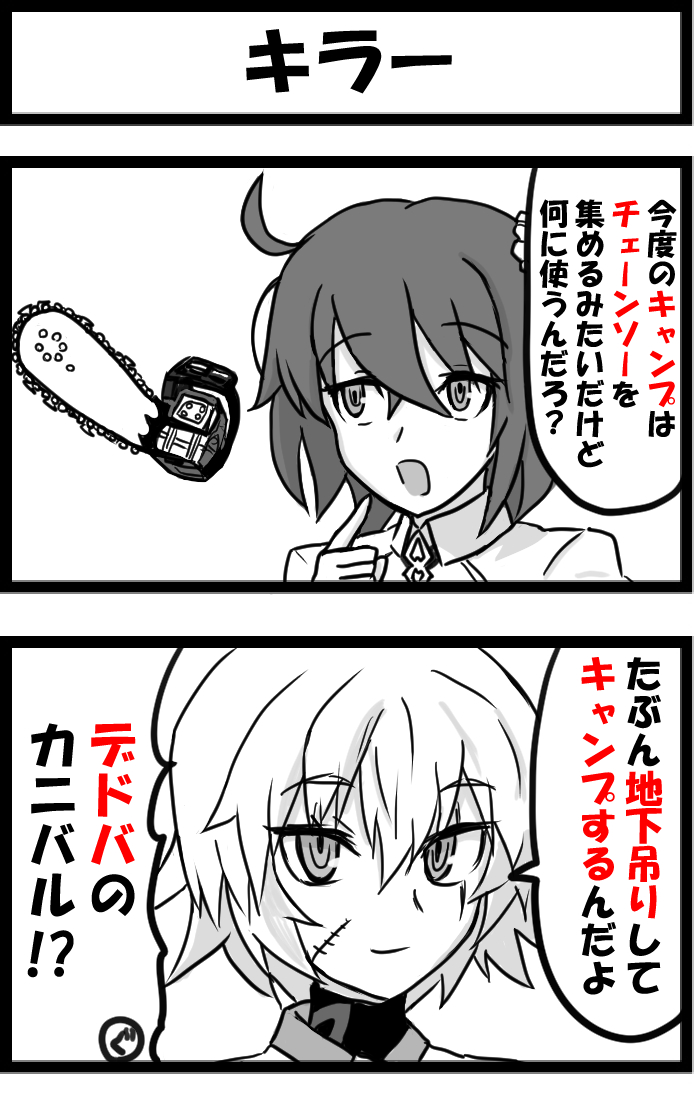 キラー
今度のキャンプは
チェーンソーを
集めるみたいだけど
何に使うんだろ?
たぶん地下吊りして
キャンプするんだよ
デドバの
カニバル!?
ぐ